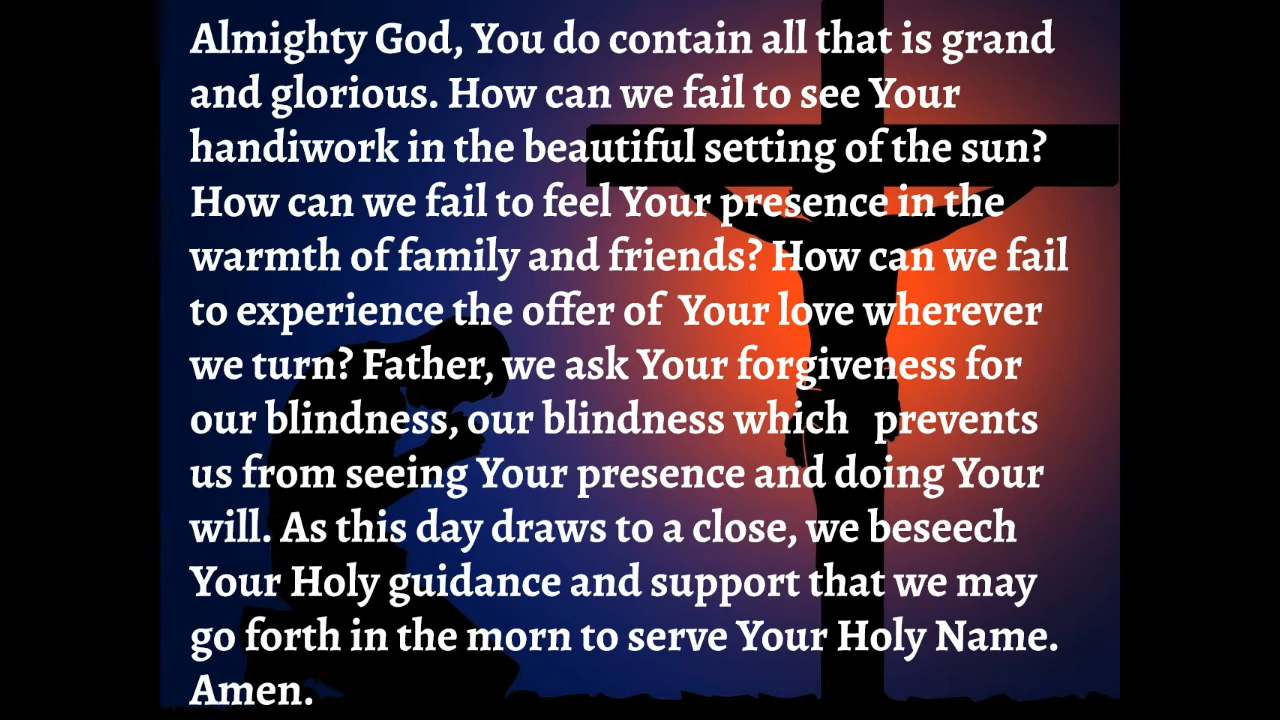 Almighty God, You do contain all that is grand
and glorious. How can we fail to see Your
handiwork in the beautiful setting of the sun?
How can we fail to feel Your presence in the
warmth of family and friends? How can we fail
to experience the offer of  Your love wherever
we turn? Father, we ask Your forgiveness for
our blindness, our blindness which   prevents
us from seeing Your presence and doing Your
will. As this day draws to a close, we beseech
Your Holy guidance and support that we may
go forth in the morn to serve Your Holy Name.
Amen.